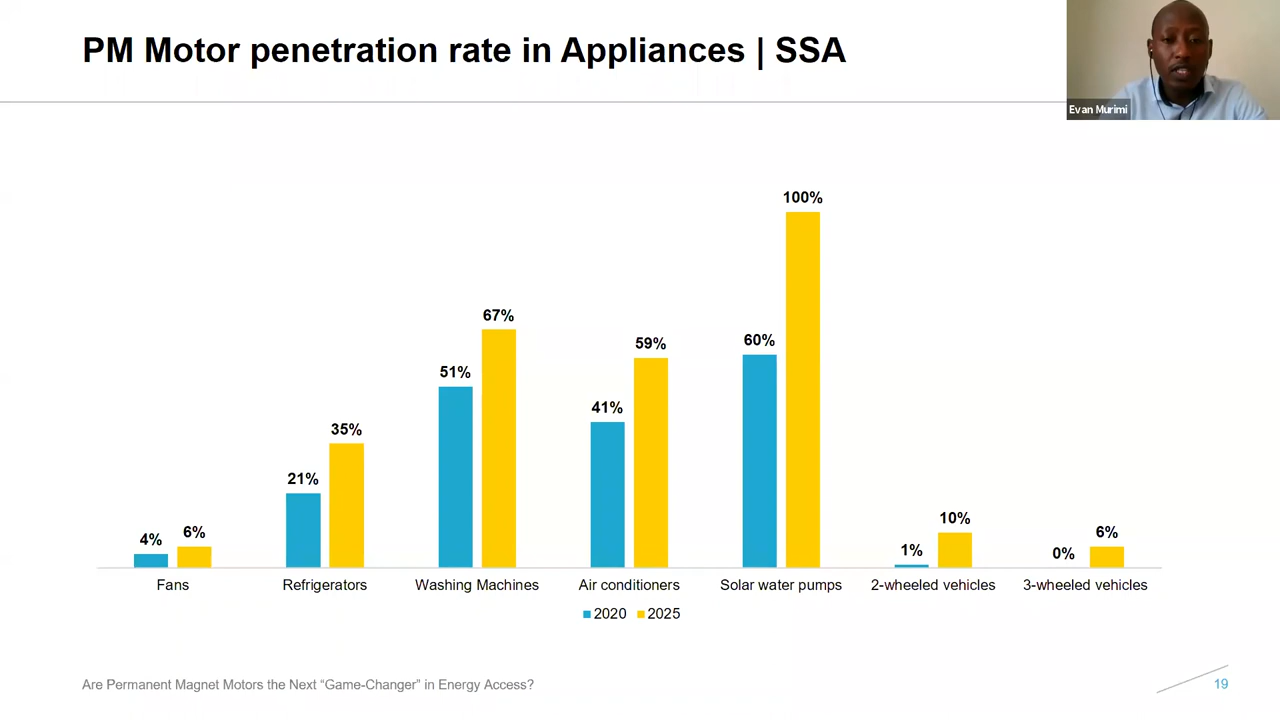 PM Motor penetration rate in Appliances | SSA
Evan Murimi
4%
6%
21%
35%
51%
67%
41%
59%
60%
100%
1%
10%
0%
6%
Fans
Refrigerators
Washing Machines
Air conditioners
Solar water pumps
2-wheeled vehicles
3-wheeled vehicles
2020 2025
Are Permanent Magnet Motors the Next “Game-Changer” in Energy Access?
19